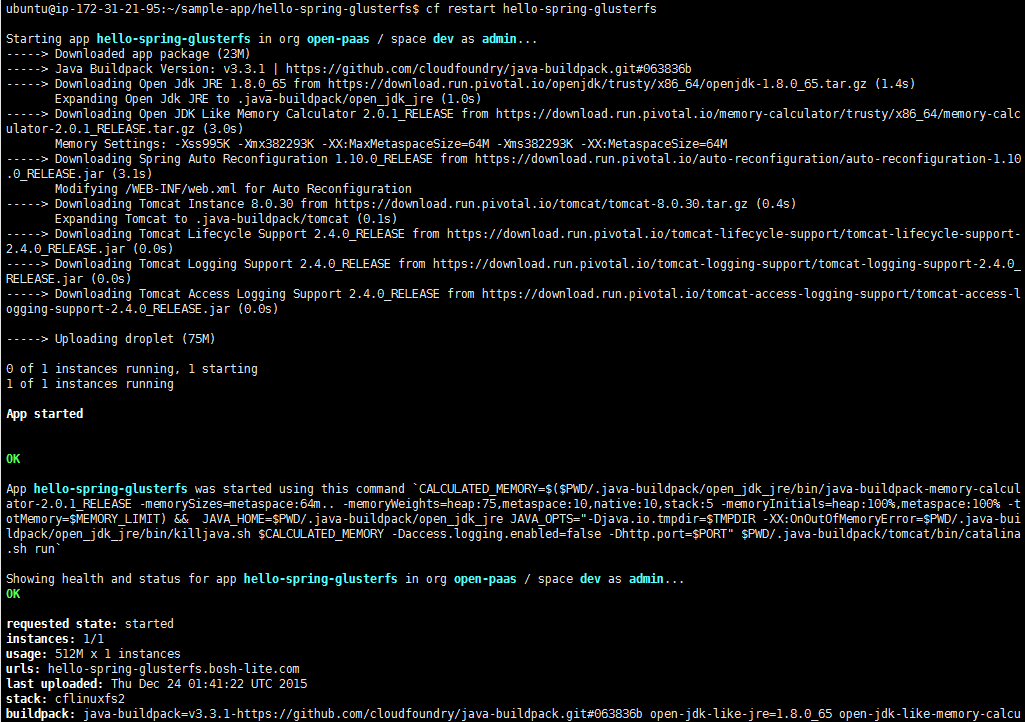 ubuntu@ip-172-31-21-95:~/sample-app/hello-spring-glusterfs$ cf restart hello-spring-glusterfs
Starting app hello-spring-glusterfs in org open-paas / space dev as admin...
-----> Downloaded app package (23M)
-----> Java Buildpack Version: v3.3.1 | https://github.com/cloudfoundry/java-buildpack.git#063836b
-----> Downloading Open Jdk JRE 1.8.0_65 from https://download.run.pivotal.io/openjdk/trusty/x86_64/openjdk-1.8.0_65.tar.gz (1.4s)
Expanding Open Jdk JRE to .java-buildpack/open_jdk_jre (1.0s)
-----> Downloading Open JDK Like Memory Calculator 2.0.1_RELEASE from https://download.run.pivotal.io/memory-calculator/trusty/x86_64/memory-calc
ulator-2.0.1_RELEASE.tar.gz (3.0s)
Memory Settings: -Xss995K -Xmx382293K -XX:MaxMetaspaceSize=64M -Xms382293K -XX:MetaspaceSize=64M
-----> Downloading Spring Auto Reconfiguration 1.10.0_RELEASE from https://download.run.pivotal.io/auto-reconfiguration/auto-reconfiguration-1.10
.0_RELEASE.jar (3.1s)
Modifying /WEB-INF/web.xml for Auto Reconfiguration
-----> Downloading Tomcat Instance 8.0.30 from https://download.run.pivotal.io/tomcat/tomcat-8.0.30.tar.gz (0.4s)
Expanding Tomcat to .java-buildpack/tomcat (0.1s)
-----> Downloading Tomcat Lifecycle Support 2.4.0_RELEASE from https://download.run.pivotal.io/tomcat-lifecycle-support/tomcat-lifecycle-support-
2.4.0_RELEASE.jar (0.0s)
-----> Downloading Tomcat Logging Support 2.4.0_RELEASE from https://download.run.pivotal.io/tomcat-logging-support/tomcat-logging-support-2.4.0_
RELEASE.jar (0.0s)
-----> Downloading Tomcat Access Logging Support 2.4.0_RELEASE from https://download.run.pivotal.io/tomcat-access-logging-support/tomcat-access-l
ogging-support-2.4.0_RELEASE.jar (0.0s)
-----> Uploading droplet (75M)
0 of 1 instances running, 1 starting
1 of 1 instances running
App started
OK
App hello-spring-glusterfs was started using this command `CALCULATED_MEMORY=$($PWD/.java-buildpack/open_jdk_jre/bin/java-buildpack-memory-calcul
ator-2.0.1_RELEASE -memorySizes=metaspace:64m.. -memoryWeights=heap:75,metaspace:10,native:10,stack:5 -memoryInitials=heap:100%,metaspace:100% -t
otMemory=$MEMORY_LIMIT) &&  JAVA_HOME=$PWD/.java-buildpack/open_jdk_jre JAVA_OPTS="-Djava.io.tmpdir=$TMPDIR -XX:OnOutOfMemoryError=$PWD/.java-bui
ldpack/open_jdk_jre/bin/killjava.sh $CALCULATED_MEMORY -Daccess.logging.enabled=false -Dhttp.port=$PORT" $PWD/.java-buildpack/tomcat/bin/catalina
.sh run`
Showing health and status for app hello-spring-glusterfs in org open-paas / space dev as admin...
OK
requested state: started
instances: 1/1
usage: 512M x 1 instances
urls: hello-spring-glusterfs.bosh-lite.com
last uploaded: Thu Dec 24 01:41:22 UTC 2015
stack: cflinuxfs2
buildpack: java-buildpack=v3.3.1-https://github.com/cloudfoundry/java-buildpack.git#063836b open-jdk-like-jre=1.8.0_65 open-jdk-like-memory-calcu